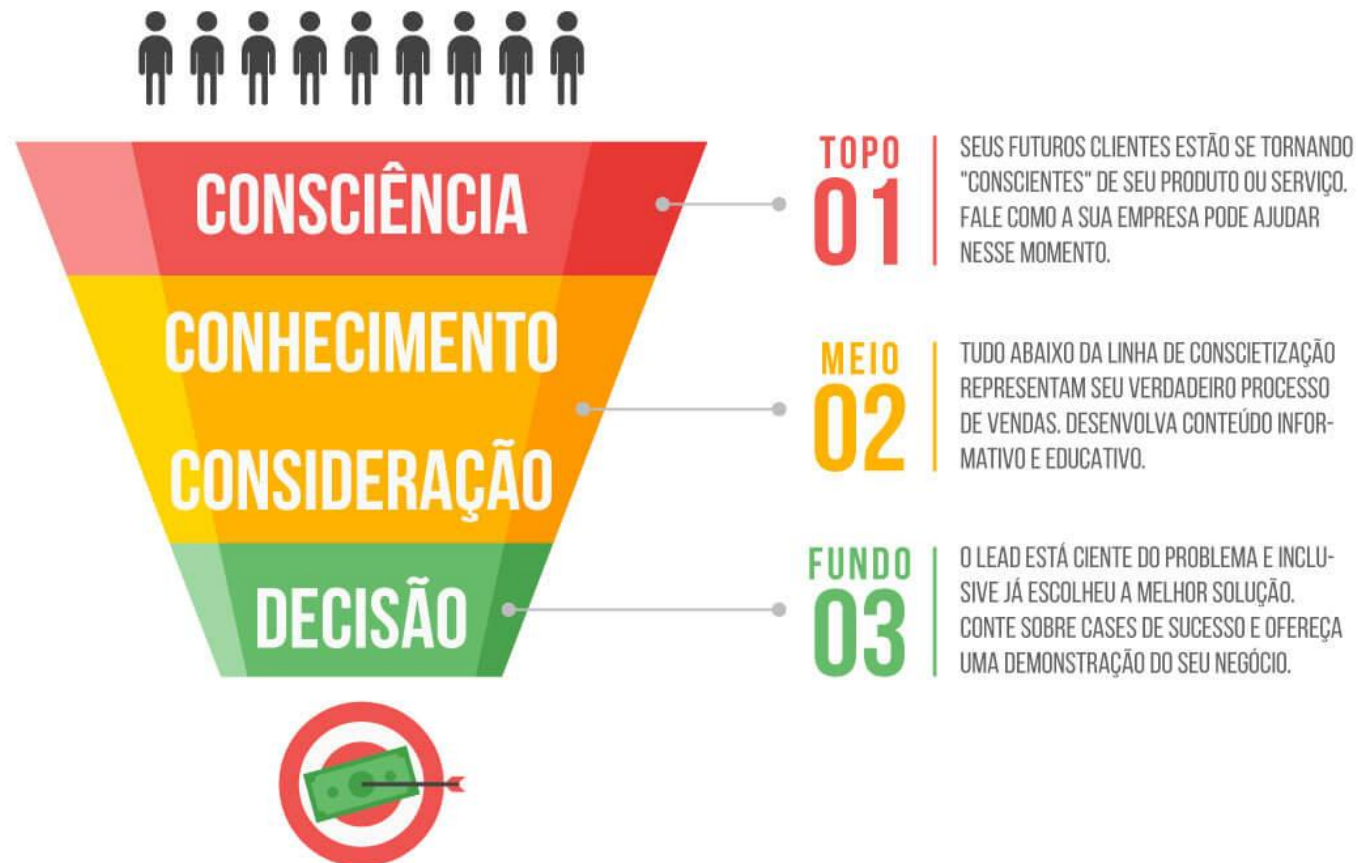 CONSCIÊNCIA
CONHECIMENTO
CONSIDERAÇÃO
DECISÃO
TOPO
01
SEUS FUTUROS CLIENTES ESTÃO SE TORNANDO
"CONSCIENTES" DE SEU PRODUTO OU SERVIÇO.
FALE COMO A SUA EMPRESA PODE AJUDAR
NESSE MOMENTO.
MEIO
02
TUDO ABAIXO DA LINHA DE CONSCIETIZAÇÃO
REPRESENTAM SEU VERDADEIRO PROCESSO
DE VENDAS. DESENVOLVA CONTEÚDO INFOR-
MATIVO E EDUCATIVO.
FUNDO
03
O LEAD ESTÁ CIENTE DO PROBLEMA E INCLU-
SIVE JÁ ESCOLHEU A MELHOR SOLUÇÃO.
CONTE SOBRE CASES DE SUCESSO E OFEREÇA
UMA DEMONSTRAÇÃO DO SEU NEGÓCIO.